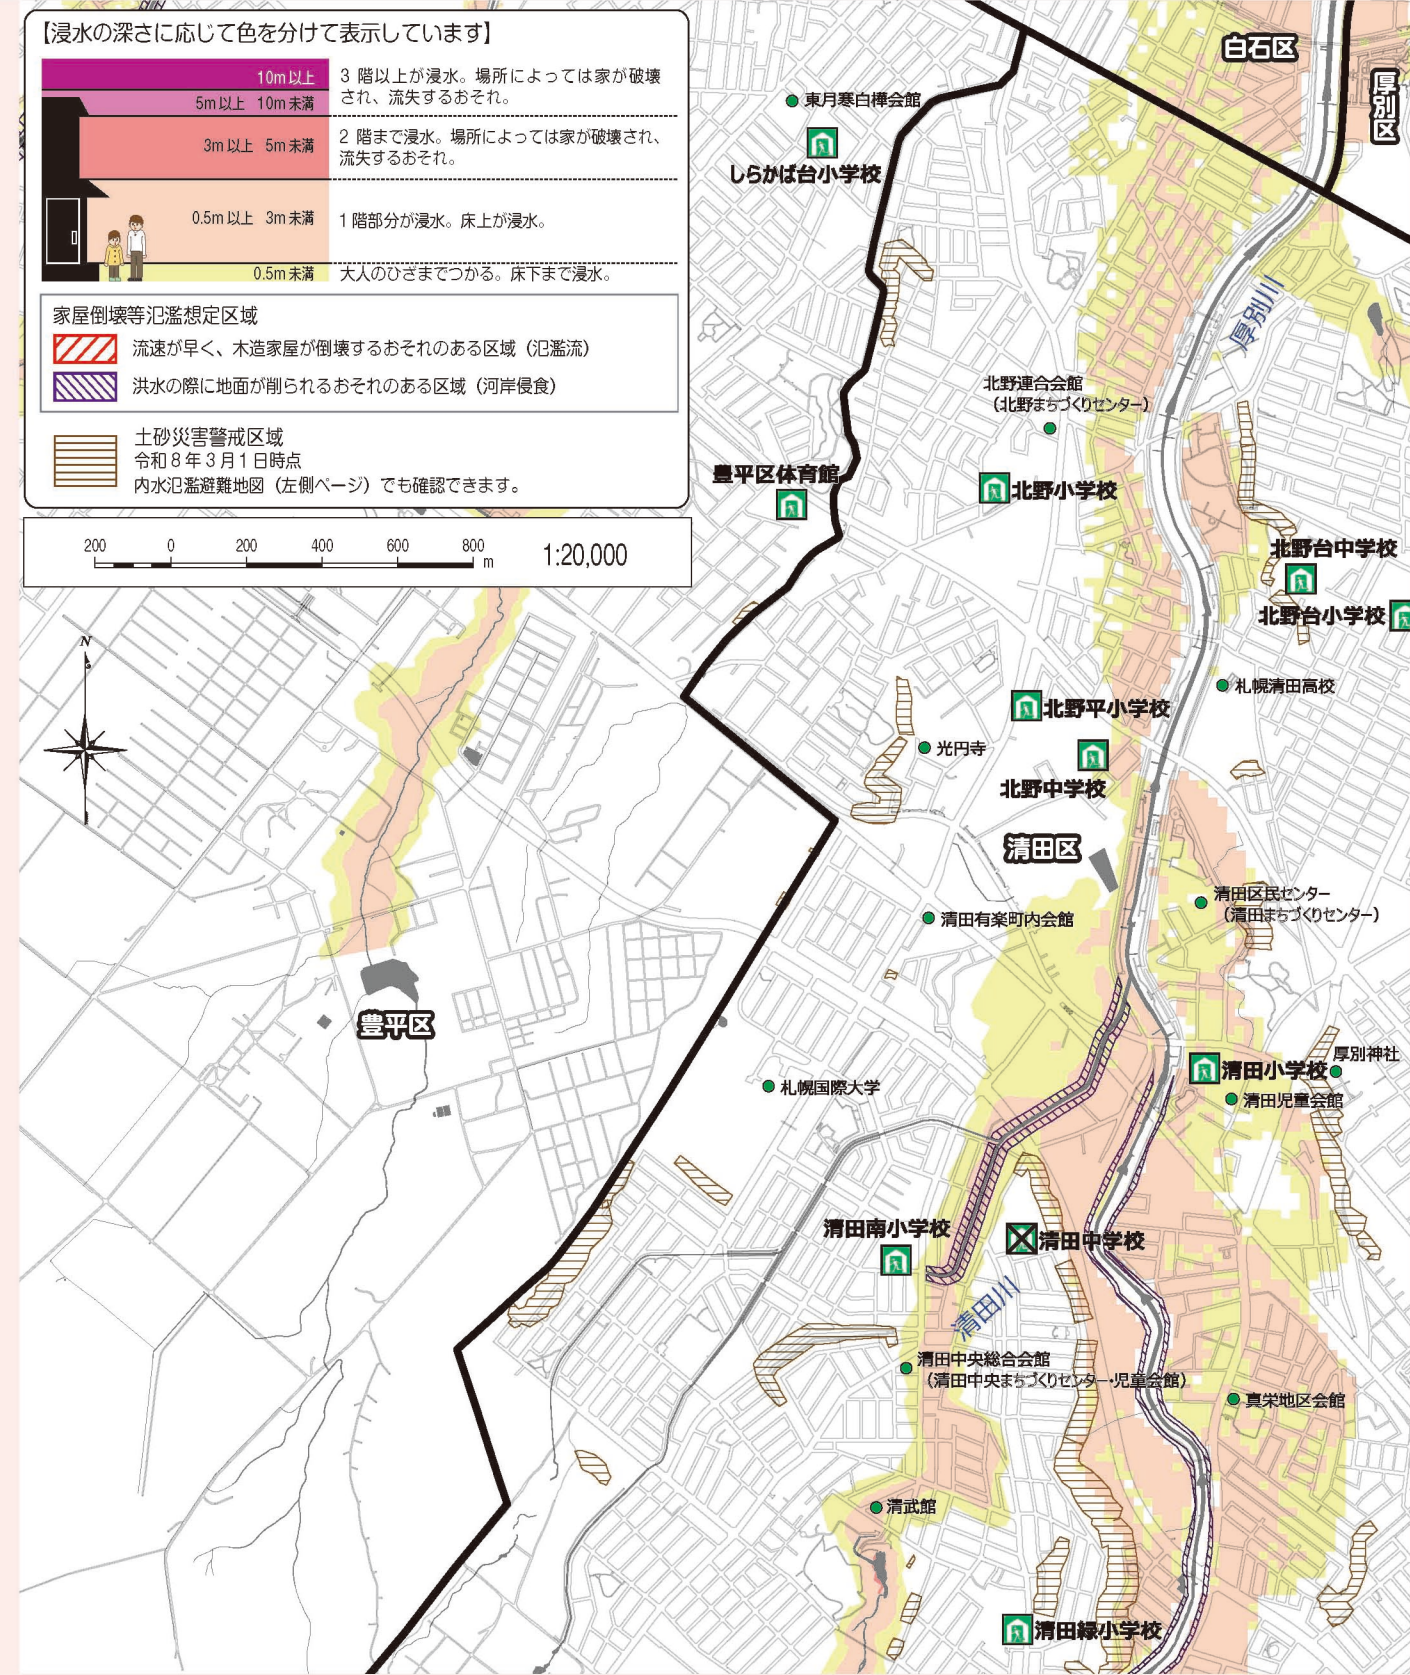 【浸水の深さに応じて色を分けて表示しています】
10m以上
3 階以上が浸水。場所によっては家が破壊
され、流失するおそれ。
5m以上 10m未満
3m以上 5m未満
2 階まで浸水。場所によっては家が破壊され、
流失するおそれ。
0.5m以上 3m未満
1階部分が浸水。床上が浸水。
0.5m未満
大人のひざまでつかる。床下まで浸水。
家屋倒壊等氾濫想定区域
流速が早く、木造家屋が倒壊するおそれのある区域（氾濫流）
洪水の際に地面が削られるおそれのある区域（河岸侵食）
土砂災害警戒区域
令和8年3月1日時点
内水氾濫避難地図（左側ページ）でも確認できます。
200 0 200 400 600 800 m
1:20,000
N
白石区
厚別区
東月寒白樺会館
しらかば台小学校
厚別川
北野連合会館
（北野まちづくりセンター）
豊平区体育館
北野小学校
北野台中学校
北野台小学校
札幌清田高校
北野平小学校
光円寺
北野中学校
清田区
清田区民センター
（清田まちづくりセンター）
清田有楽町内会館
豊平区
厚別神社
清田小学校
札幌国際大学
清田児童会館
清田南小学校
清田中学校
清田川
清田中央総合会館
（清田中央まちづくりセンター・児童会館）
真栄地区会館
清武館
清田緑小学校